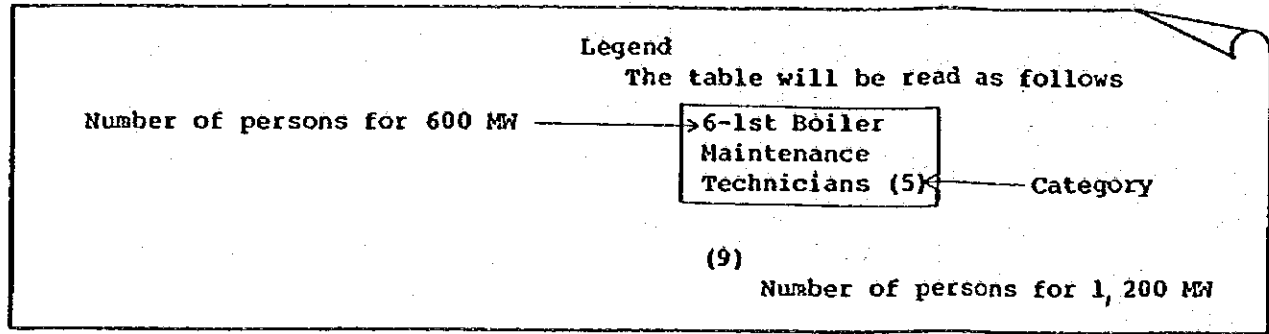 Legend
The table will be read as follows
Number of persons for 600 MW
6-1st Boiler
Maintenance
Technicians (5)
Category
(9)
Number of persons for 1, 200 MW